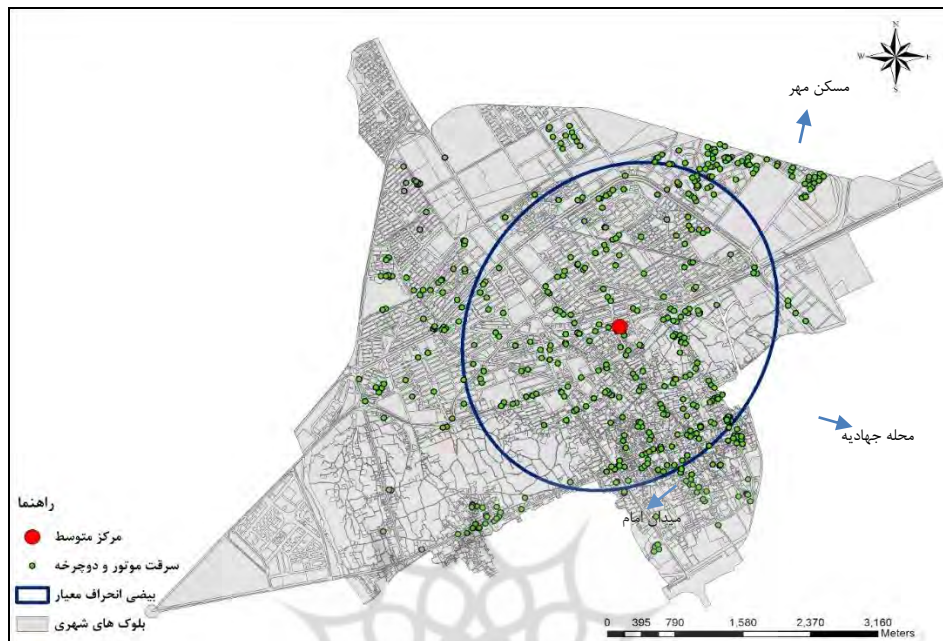 N
W E
S
مسکن مهر
محله جهادیه
میدان امام
راهنما
مرکز متوسط
سرقت موتور و دوچرخه
بیضی انحراف معیار
بلوک های شهری
0 395 790 1,580 2,370 3,160
Meters